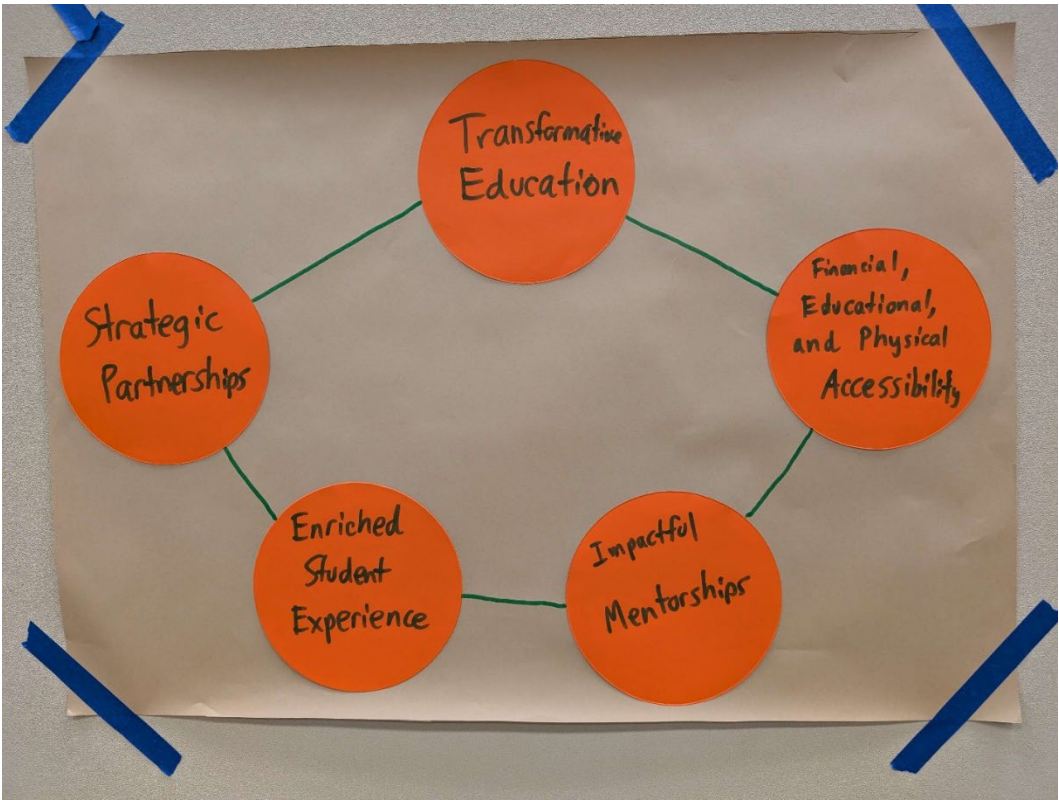 Transformative
Education
Financial,
Educational,
and Physical
Accessibility
Impactful
Mentorships
Enriched
Student
Experience
Strategic
Partnerships